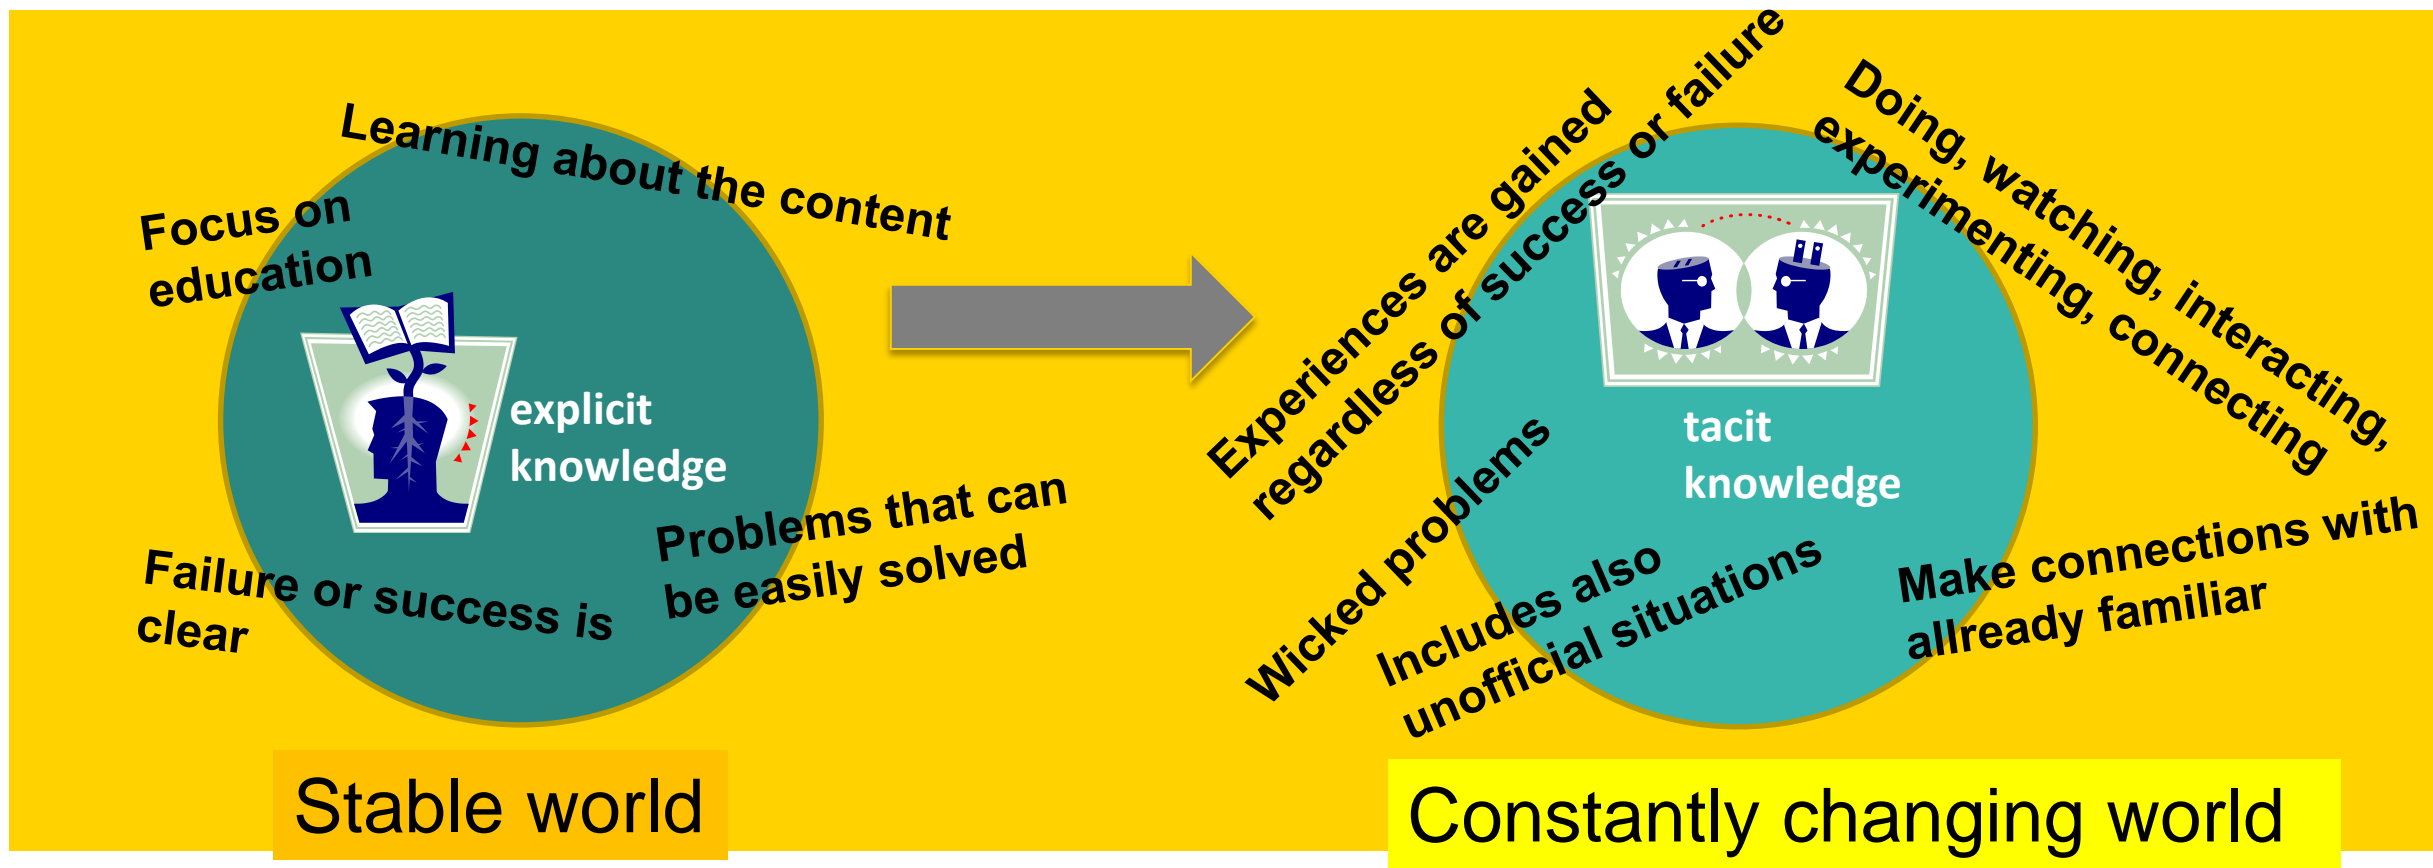 Learning about the content
Focus on
education
explicit
knowledge
Problems that can
be easily solved
Failure or success is
clear
Stable world
Experiences are gained
regardless of success or failure
Doing, watching, interacting,
experimenting, connecting
tacit
knowledge
Wicked problems
Includes also
unofficial situations
Make connections with
allready familiar
Constantly changing world